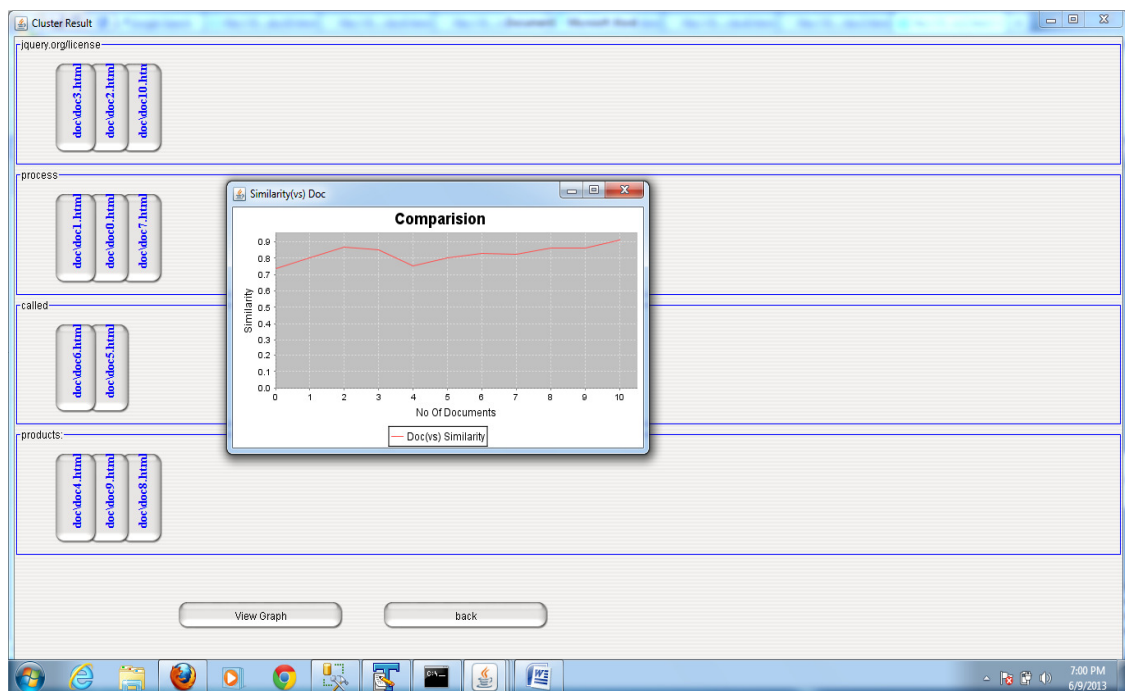 Cluster Result
jquery.org/license
doc\doc3.html
doc\doc2.html
doc\doc10.htm
process
doc\doc1.html
doc\doc0.html
doc\doc7.html
called
doc\doc6.html
doc\doc5.html
products:
doc\doc4.html
doc\doc9.html
doc\doc8.html
Similarity(vs) Doc
Comparision
Similarity
0.9
0.8
0.7
0.6
0.5
0.4
0.3
0.2
0.1
0.0
0 1 2 3 4 5 6 7 8 9 10
No Of Documents
Doc(vs) Similarity
View Graph
back
7:00 PM
6/9/2013